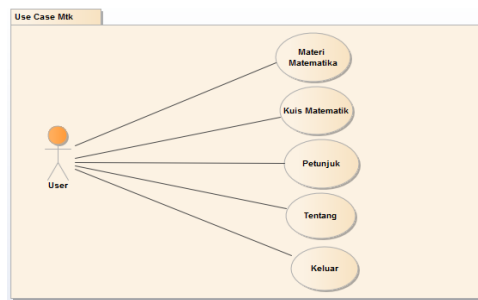 Use Case Mtk
Materi
Matematika
Kuis Matematik
Petunjuk
User
Tentang
Keluar